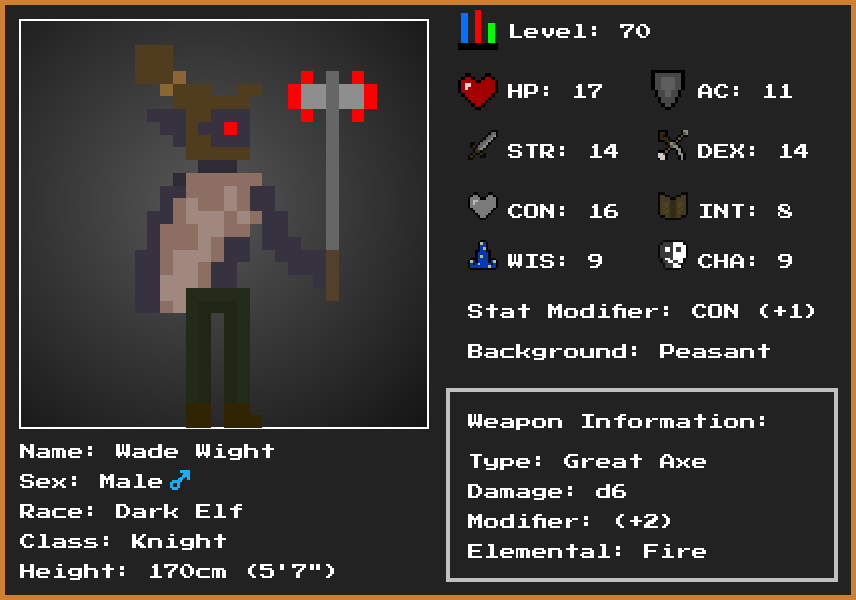 Level: 70
HP: 17
AC: 11
STR: 14
DEX: 14
CON: 16
INT: 8
WIS: 9
CHA: 9
Stat Modifier: CON (+1)
Background: Peasant
Weapon Information:
Type: Great Axe
Damage: d6
Modifier: (+2)
Elemental: Fire
Name: Wade Wight
Sex: Male ♂
Race: Dark Elf
Class: Knight
Height: 170cm (5'7")